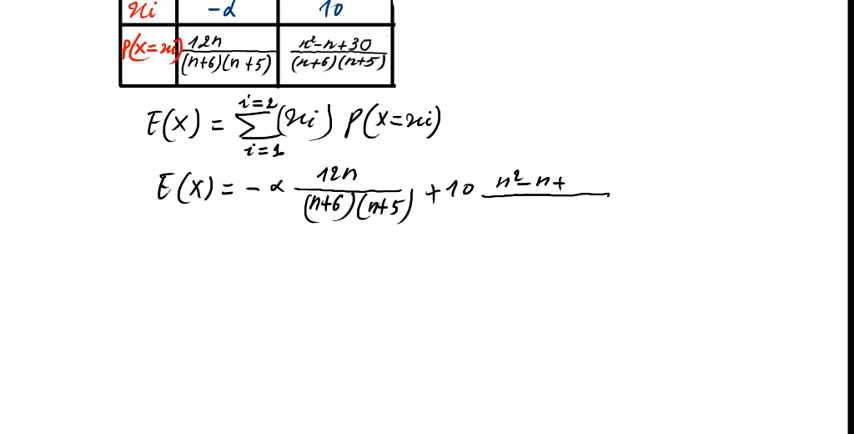 xi -α 10
P(X=xi) 12n/((n+6)(n+5)) (n²-n+30)/((n+6)(n+5))
E(X) = ∑_{i=1}^{i=2} (xi) P(X=xi)
E(X) = -α 12n/((n+6)(n+5)) + 10 n²-n+